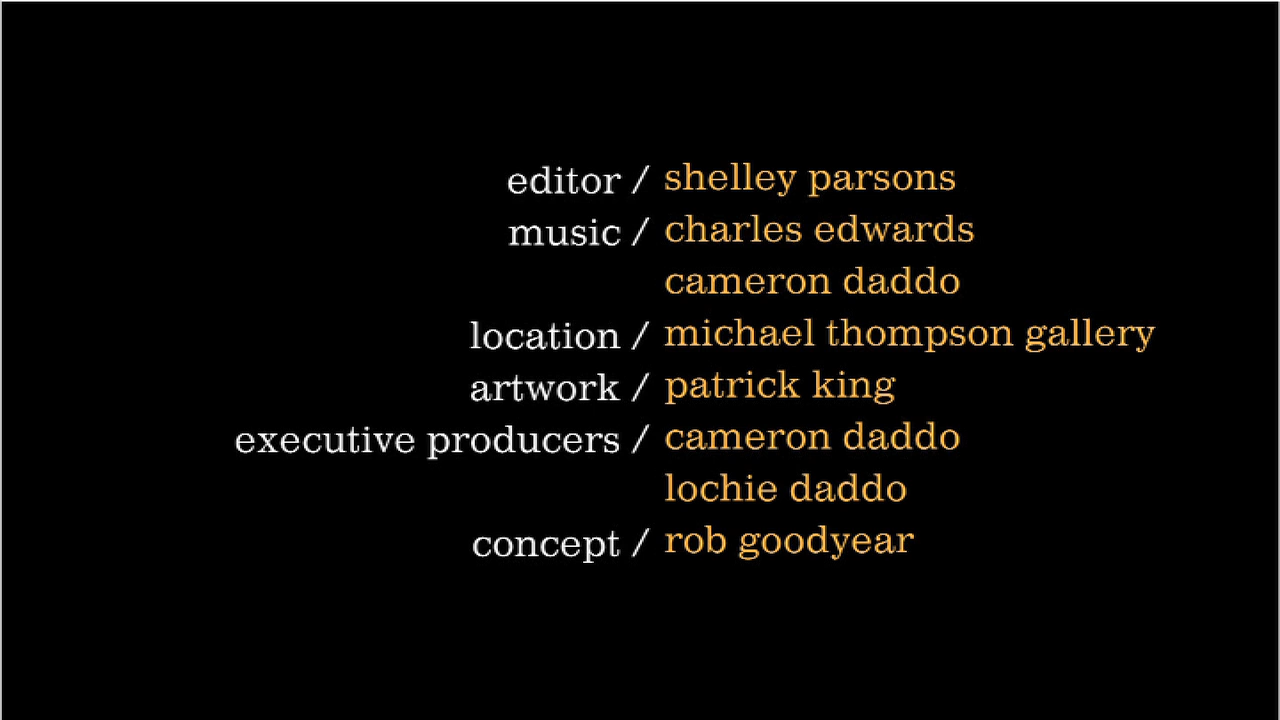 editor / shelley parsons
music / charles edwards
cameron daddo
location / michael thompson gallery
artwork / patrick king
executive producers / cameron daddo
lochie daddo
concept / rob goodyear